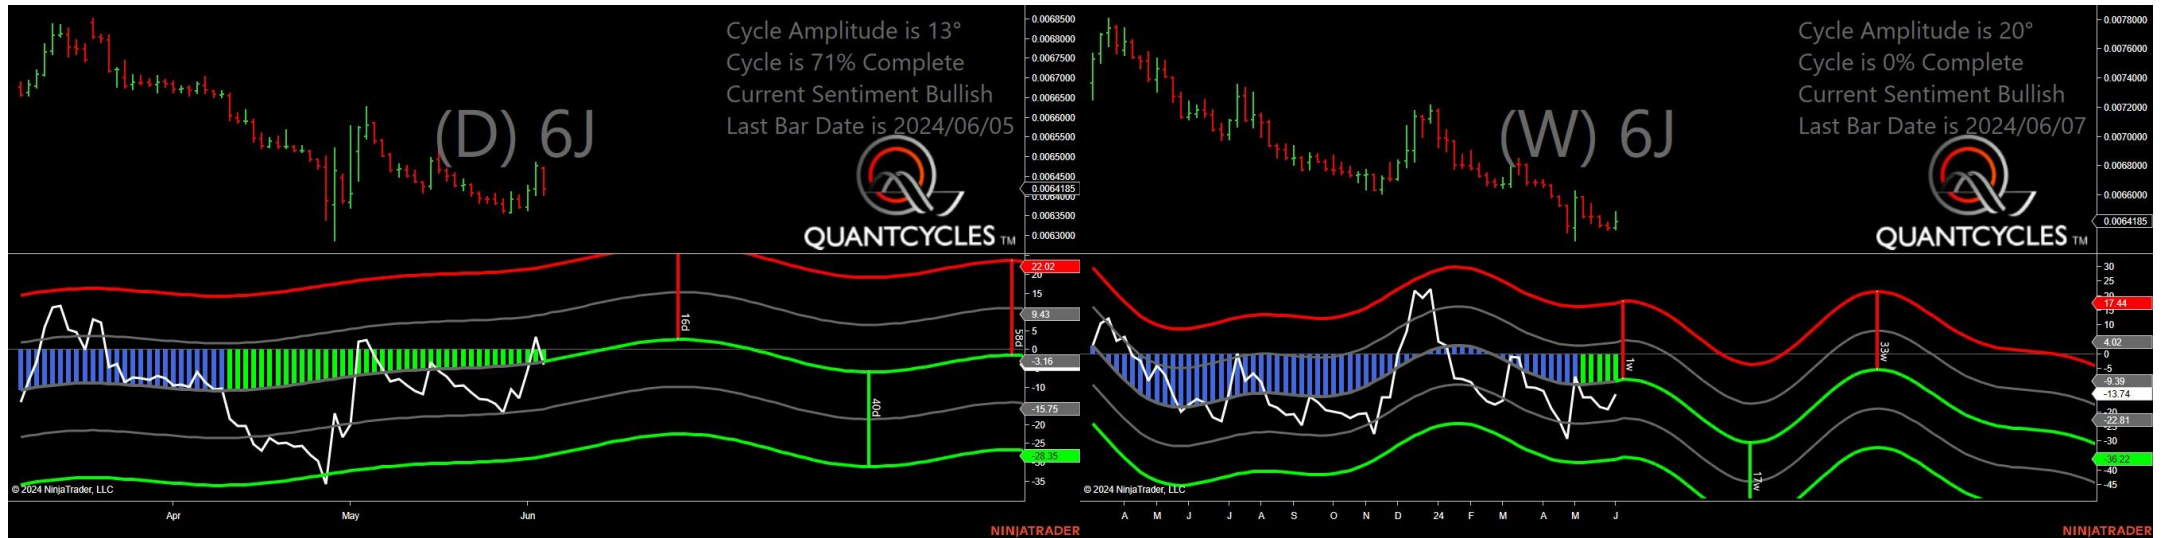 Cycle Amplitude is 13°
Cycle is 71% Complete
Current Sentiment Bullish
Last Bar Date is 2024/06/05
(D) 6J
QUANTCYCLES TM
0.0068500
0.0068000
0.0067500
0.0067000
0.0066500
0.0066000
0.0065500
0.0065000
0.0064500
0.0064185
0.0063500
0.0063000
22.02
20
15
9.43
5
0
-3.16
-10
-15.75
-20
-25
-28.35
-35
16d
40d
58d
© 2024 NinjaTrader, LLC
Apr May Jun
NINJATRADER
Cycle Amplitude is 20°
Cycle is 0% Complete
Current Sentiment Bullish
Last Bar Date is 2024/06/07
(W) 6J
QUANTCYCLES TM
0.0078000
0.0076000
0.0074000
0.0072000
0.0070000
0.0068000
0.0066000
0.0064185
30
25
17.44
15
10
4.02
0
-5
-9.39
-13.74
-20
-22.81
-30
-36.22
-40
-45
1w
17w
33w
© 2024 NinjaTrader, LLC
A M J J A S O N D 24 F M A M J
NINJATRADER